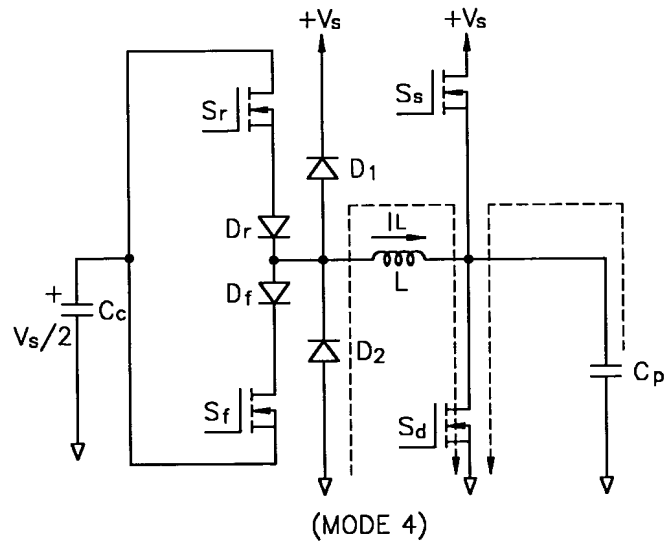 +Vs
+Vs
Sr
Ss
D1
Dr
IL
L
+
Cc
Vs/2
Df
D2
Cp
Sf
Sd
(MODE 4)